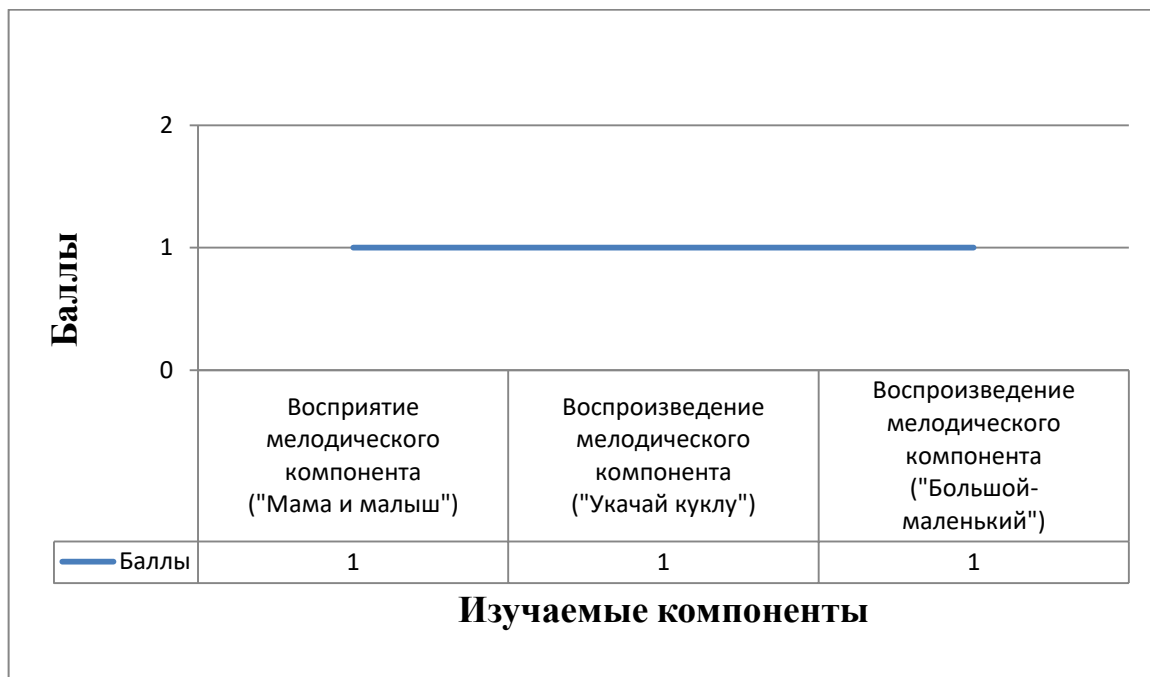 Баллы
2
1
0
Восприятие
мелодического
компонента
("Мама и малыш")
Воспроизведение
мелодического
компонента
("Укачай куклу")
Воспроизведение
мелодического
компонента
("Большой-
маленький")
Баллы 1 1 1
Изучаемые компоненты